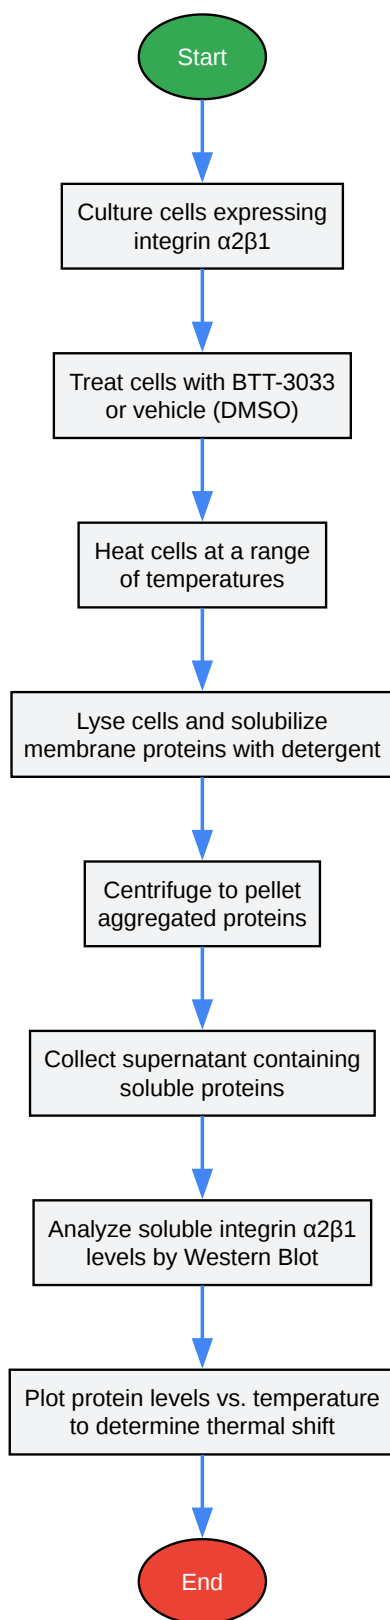 Start
Culture cells expressing
integrin α2β1
Treat cells with BTT-3033
or vehicle (DMSO)
Heat cells at a range
of temperatures
Lyse cells and solubilize
membrane proteins with detergent
Centrifuge to pellet
aggregated proteins
Collect supernatant containing
soluble proteins
Analyze soluble integrin α2β1
levels by Western Blot
Plot protein levels vs. temperature
to determine thermal shift
End